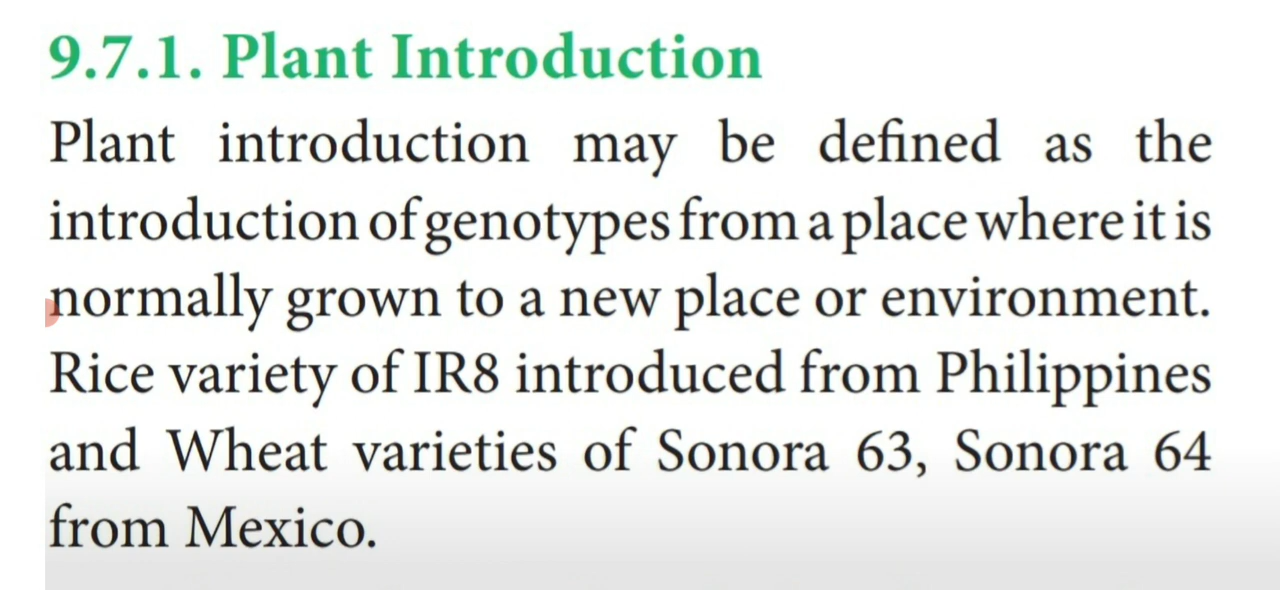 9.7.1. Plant Introduction
Plant introduction may be defined as the
introduction of genotypes from a place where it is
normally grown to a new place or environment.
Rice variety of IR8 introduced from Philippines
and Wheat varieties of Sonora 63, Sonora 64
from Mexico.